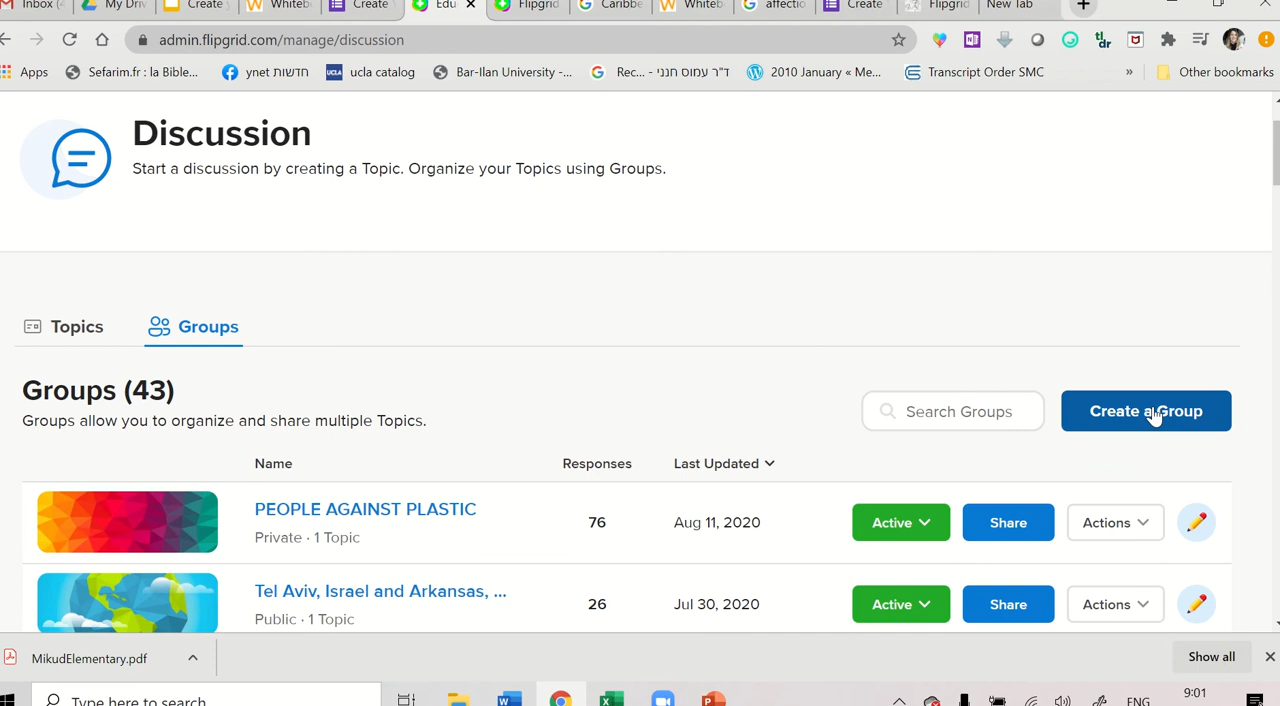 Inbox (
My Driv
Create
Whiteb
Create
Edu
Flipgrid
Caribbe
Whiteb
affectio
Create
Flipgrid
New Tab
admin.flipgrid.com/manage/discussion
tl;dr
Apps
Sefarim.fr : la Bible...
ynet חדשות
UCLA
ucla catalog
Bar-Ilan University -...
Rec... - ד"ר עמוס חנני
2010 January « Me...
Transcript Order SMC
»
Other bookmarks
Discussion
Start a discussion by creating a Topic. Organize your Topics using Groups.
Topics
Groups
Groups (43)
Groups allow you to organize and share multiple Topics.
Search Groups
Create a Group
Name
Responses
Last Updated
PEOPLE AGAINST PLASTIC
Private · 1 Topic
76
Aug 11, 2020
Active
Share
Actions
Tel Aviv, Israel and Arkansas, ...
Public · 1 Topic
26
Jul 30, 2020
Active
Share
Actions
MikudElementary.pdf
Show all
Type here to search
ENG
9:01